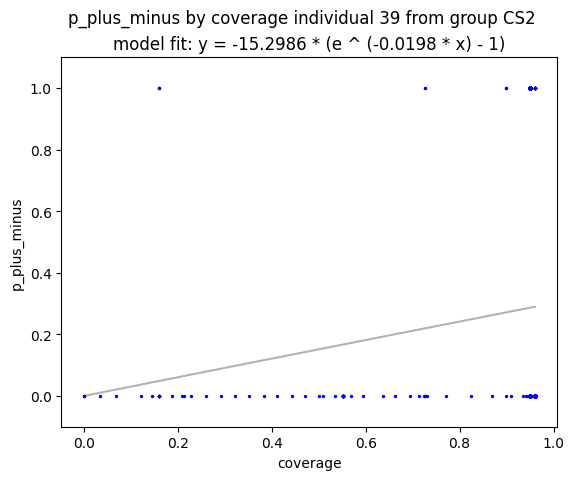 p_plus_minus by coverage individual 39 from group CS2
model fit: y = -15.2986 * (e ^ (-0.0198 * x) - 1)
1.0
0.8
0.6
0.4
0.2
0.0
p_plus_minus
0.0 0.2 0.4 0.6 0.8 1.0
coverage